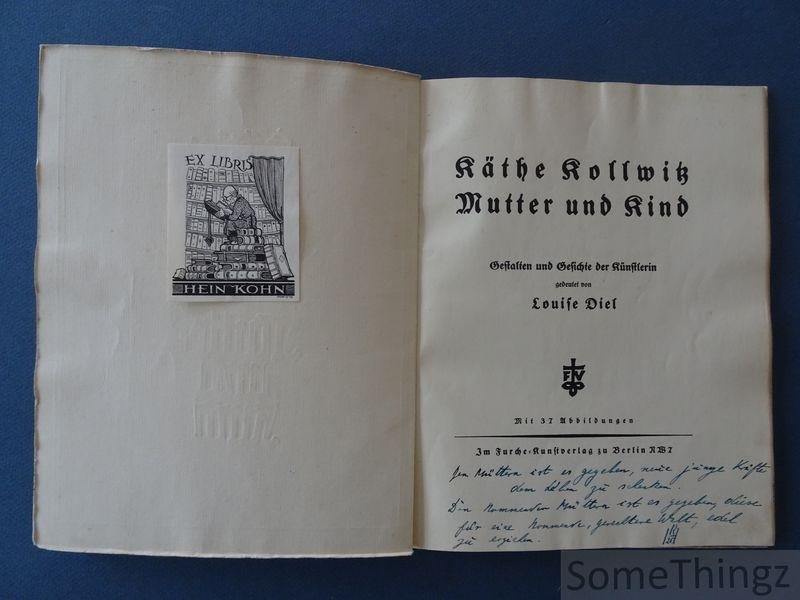 EX LIBRIS
HEIN KOHN
Käthe Kollwitz
Mutter und Kind
Gestalten und Gesichte der Künstlerin
gedeutet von
Louise Diel
FV
Mit 37 Abbildungen
Im Furche-Kunstverlag zu Berlin NW7
Den Müttern ist es gegeben, neue junge Kräfte
dem Leben zu schenken.
Den kommenden Müttern ist es gegeben, diese
für eine kommende, gerechtere Welt, edel
zu erziehen.
SomeThingz